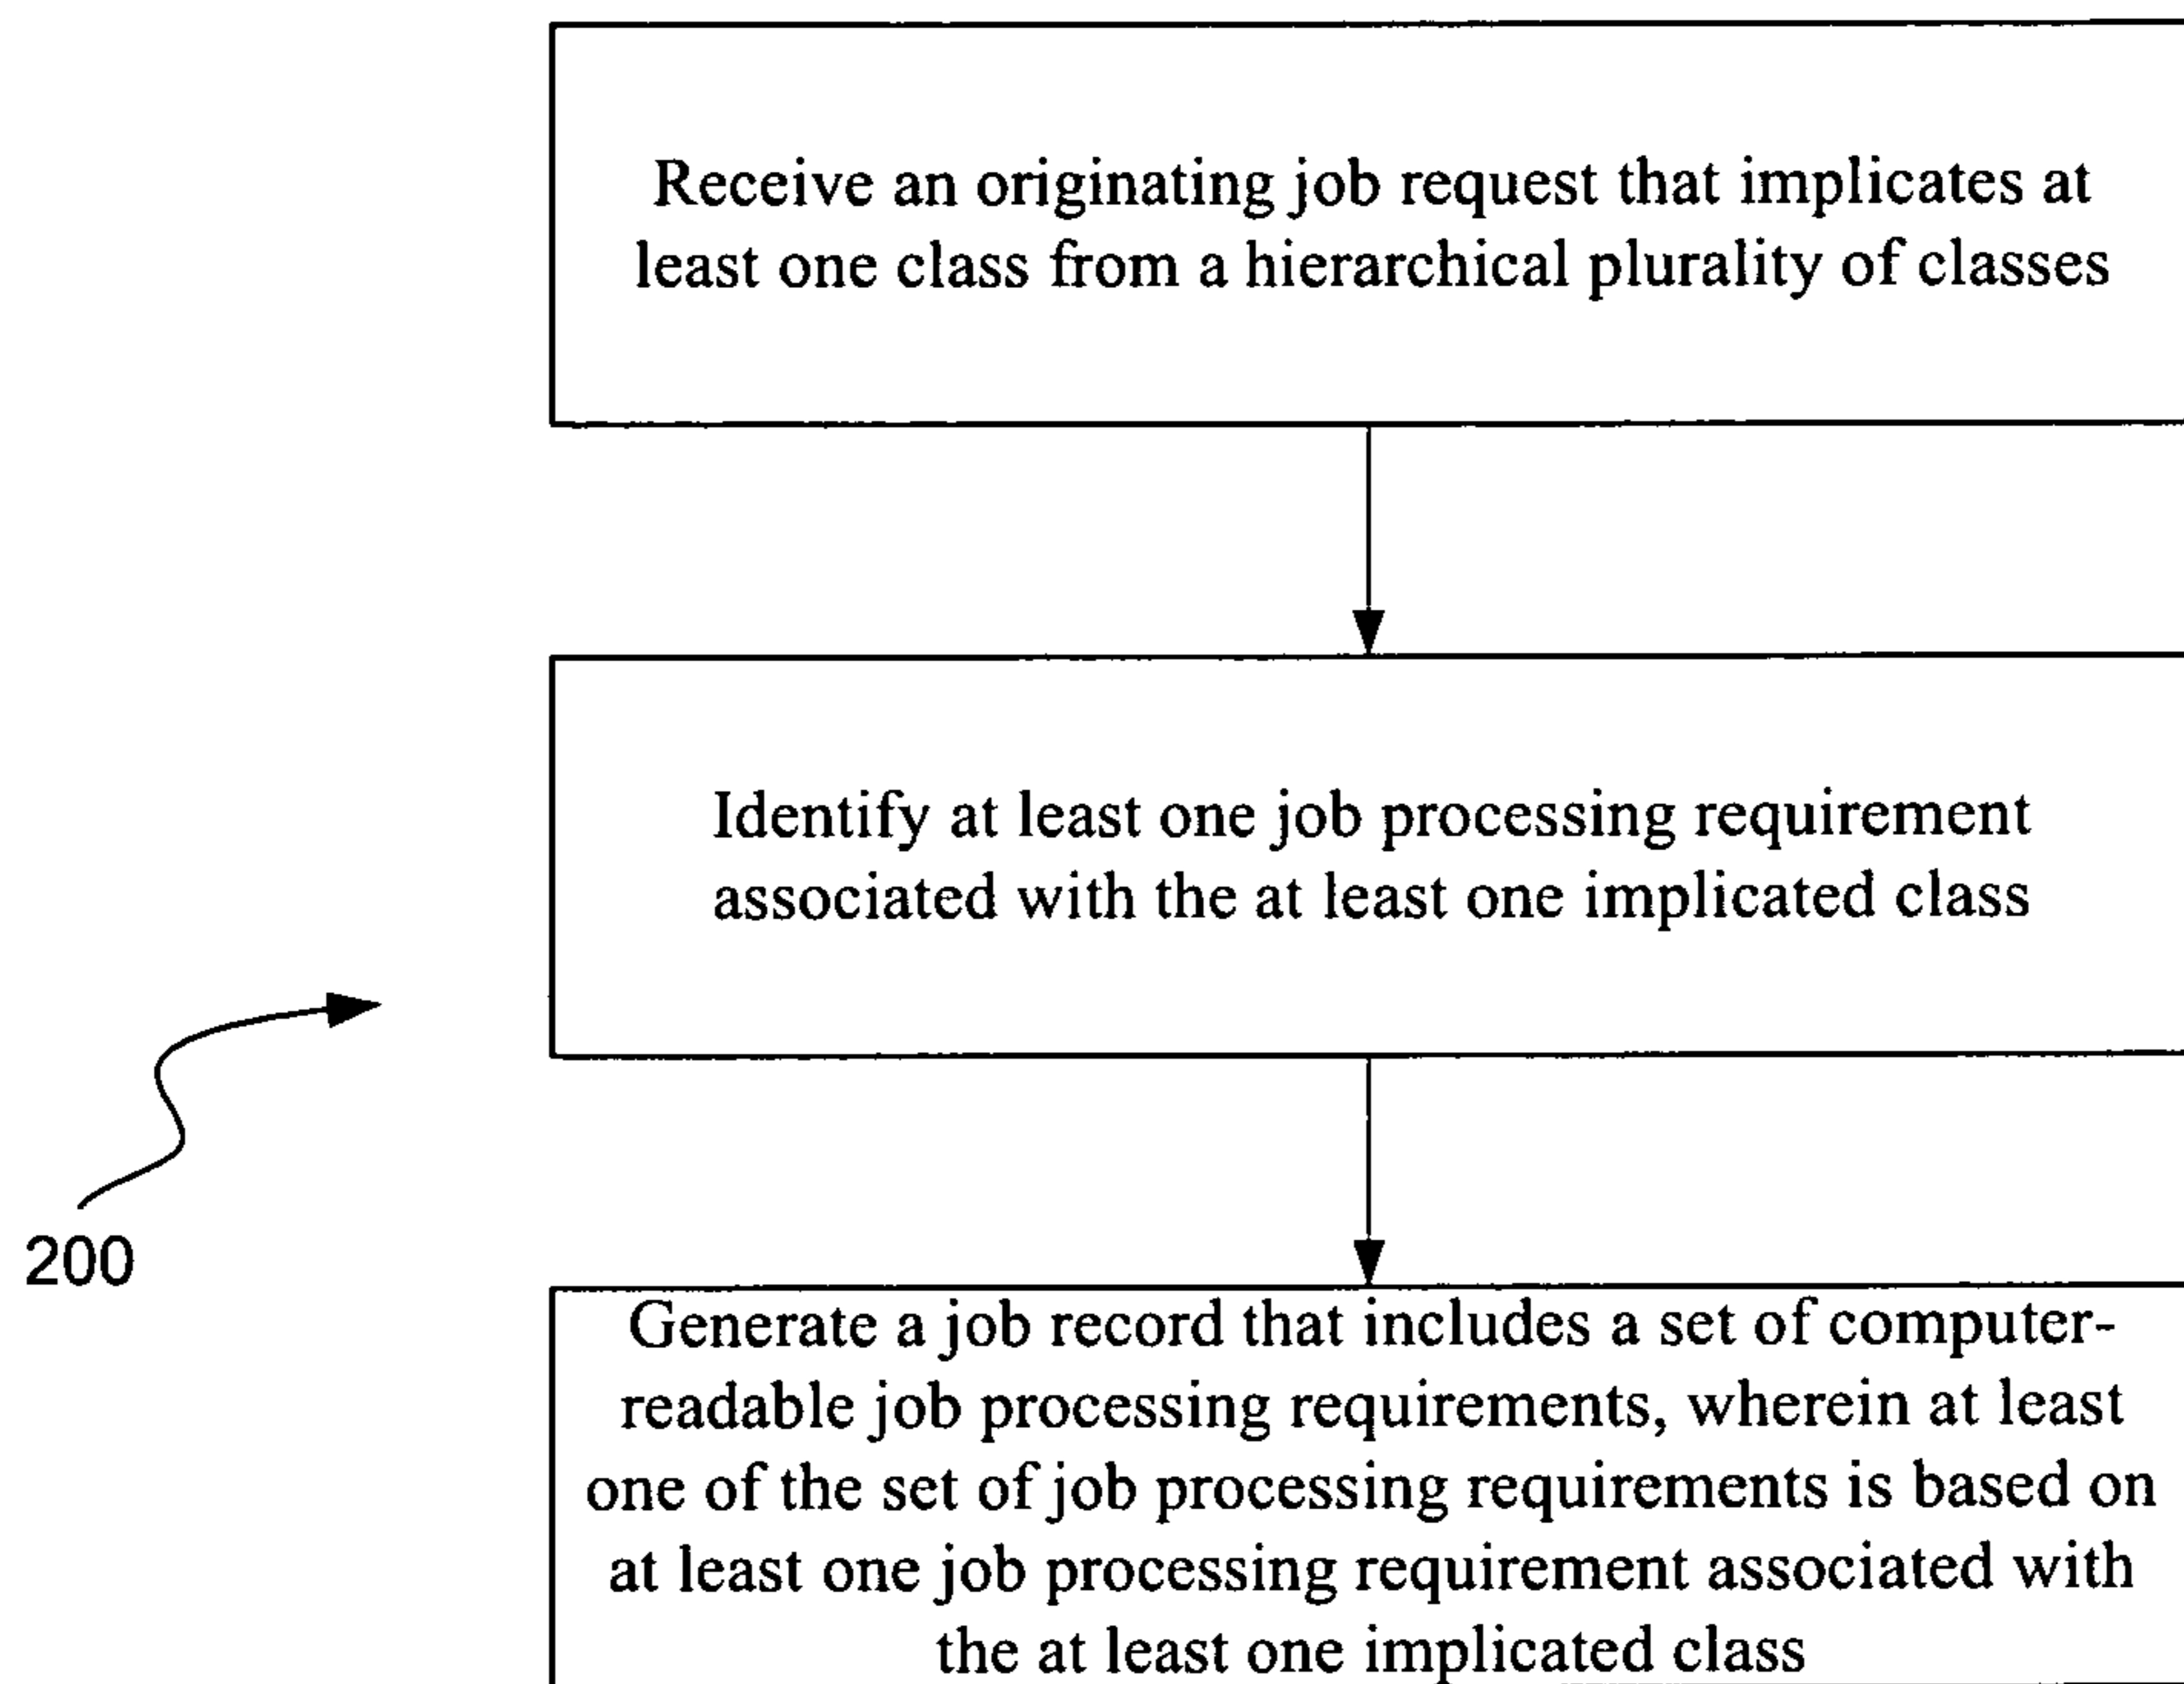 Receive an originating job request that implicates at
least one class from a hierarchical plurality of classes
Identify at least one job processing requirement
associated with the at least one implicated class
200
Generate a job record that includes a set of computer-
readable job processing requirements, wherein at least
one of the set of job processing requirements is based on
at least one job processing requirement associated with
the at least one implicated class